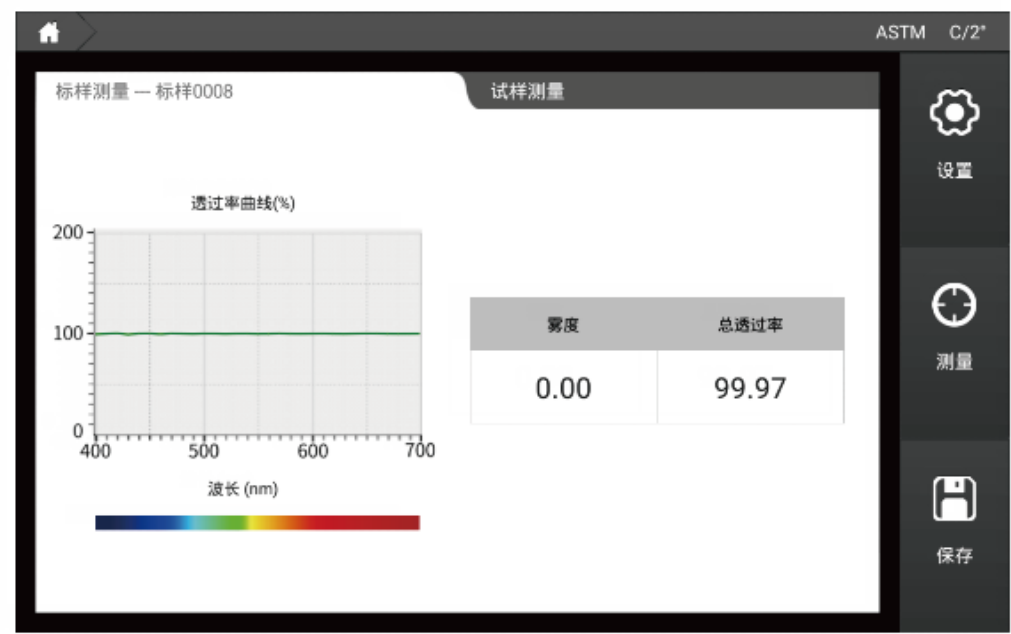 ASTM C/2°
标样测量 — 标样0008
试样测量
设置
透过率曲线(%)
200
100
0
400 500 600 700
波长 (nm)
雾度 总透过率
0.00 99.97
测量
保存